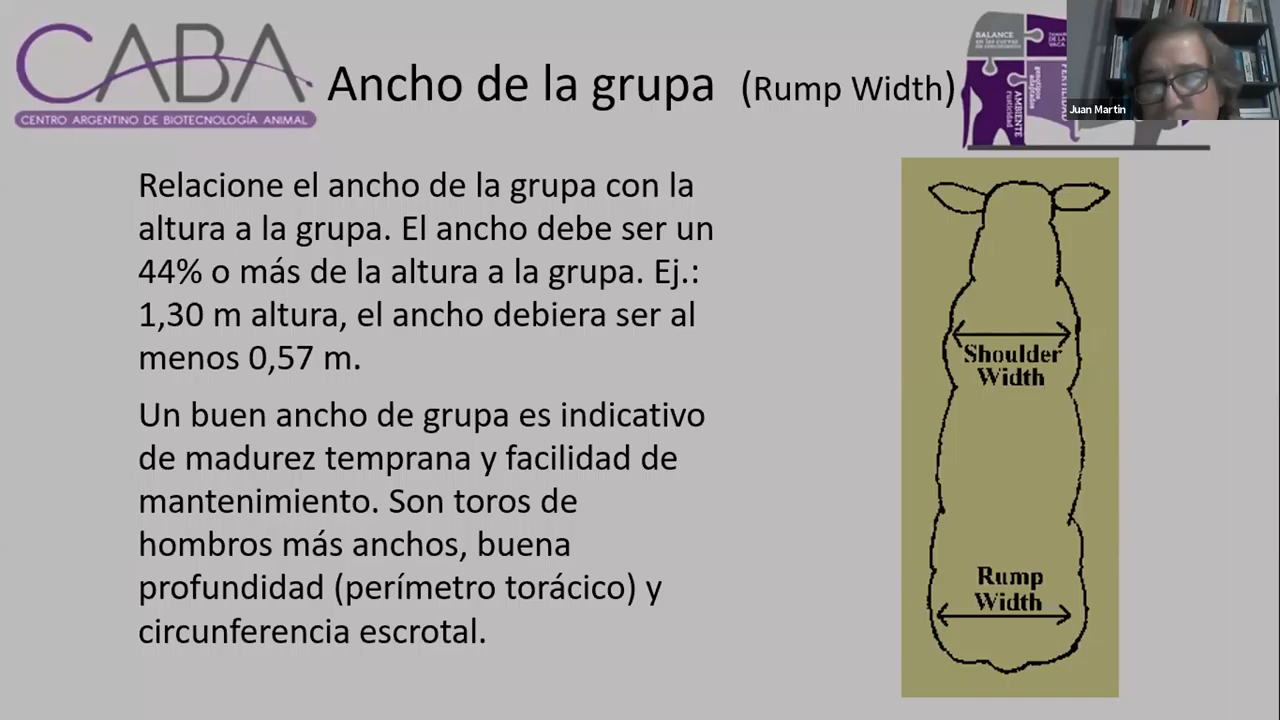 CABA
CENTRO ARGENTINO DE BIOTECNOLOGÍA ANIMAL
Ancho de la grupa (Rump Width)
BALANCE
AMBIENTE
rusticidad
Juan Martin
Relacione el ancho de la grupa con la
altura a la grupa. El ancho debe ser un
44% o más de la altura a la grupa. Ej.:
1,30 m altura, el ancho debiera ser al
menos 0,57 m.
Un buen ancho de grupa es indicativo
de madurez temprana y facilidad de
mantenimiento. Son toros de
hombros más anchos, buena
profundidad (perímetro torácico) y
circunferencia escrotal.
Shoulder
Width
Rump
Width